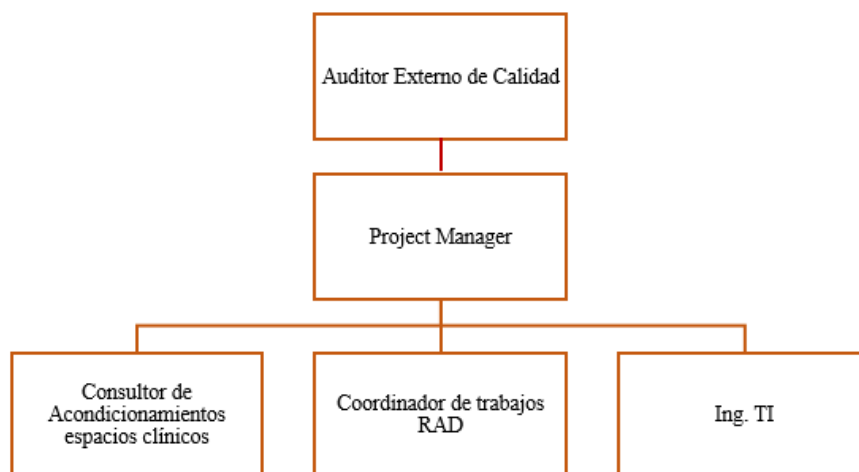 Auditor Externo de Calidad
Project Manager
Consultor de
Acondicionamientos
espacios clínicos
Coordinador de trabajos
RAD
Ing. TI